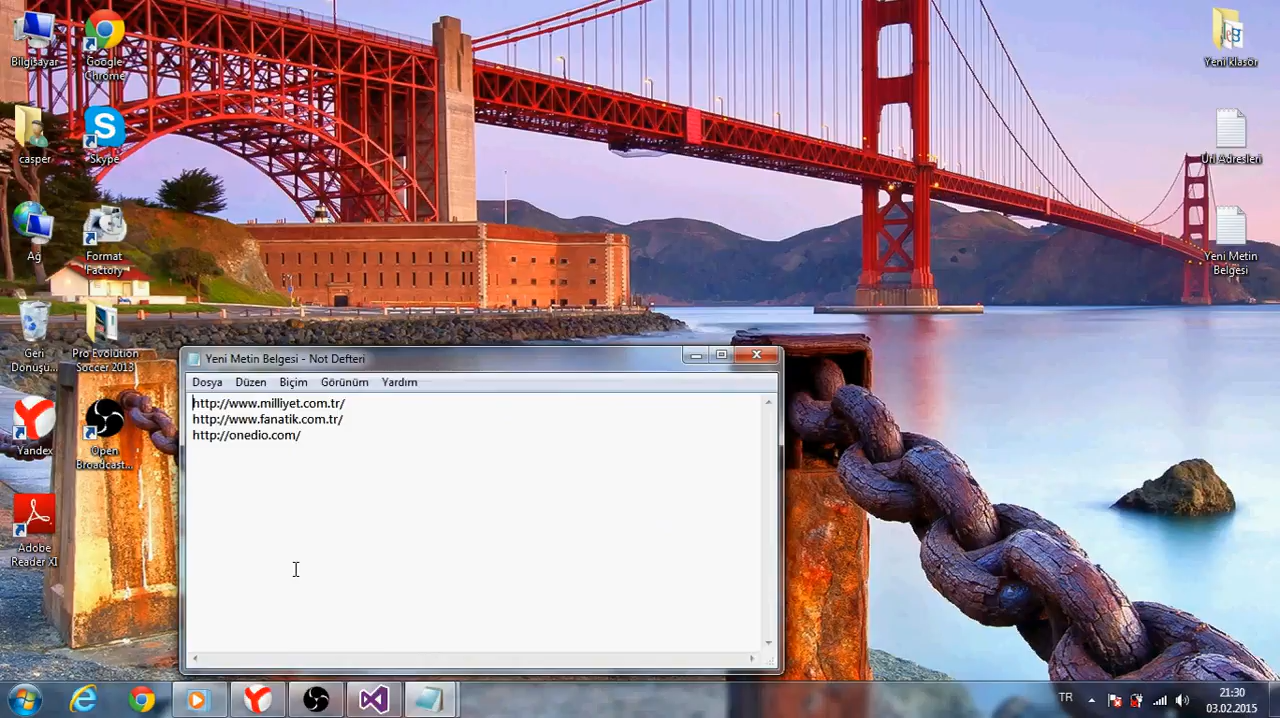 Bilgisayar
Google
Chrome
Yeni klasör
casper
Skype
Url Adresleri
Ağ
Format
Factory
Yeni Metin
Belgesi
Geri
Dönüşü...
Pro Evolution
Soccer 2013
Yandex
Open
Broadcast...
Adobe
Reader XI
Yeni Metin Belgesi - Not Defteri
Dosya Düzen Biçim Görünüm Yardım
http://www.milliyet.com.tr/
http://www.fanatik.com.tr/
http://onedio.com/
TR
21:30
03.02.2015